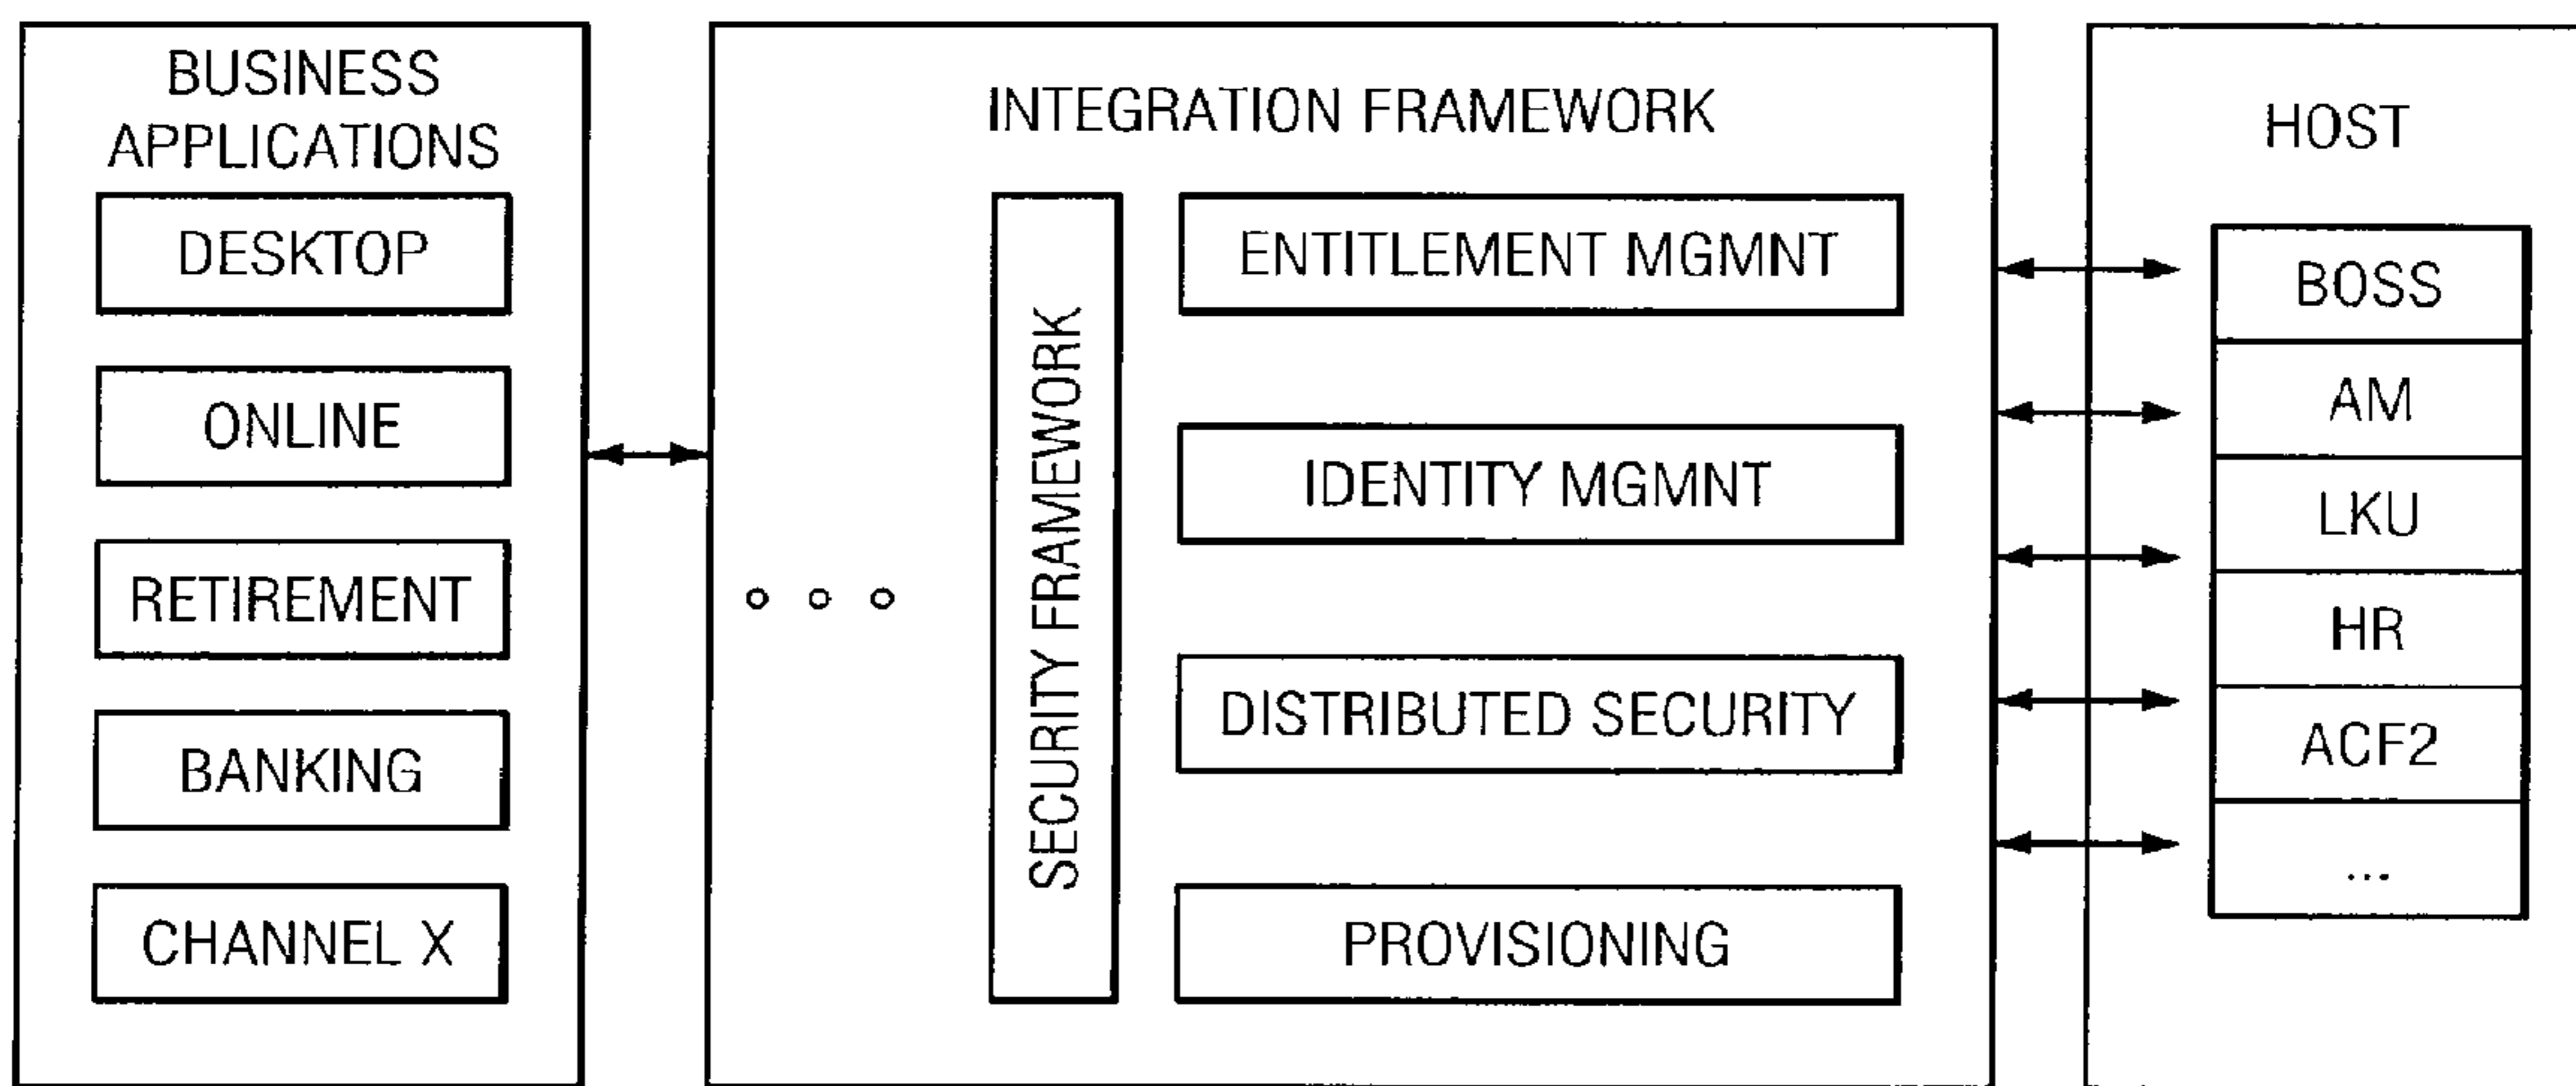 BUSINESS
APPLICATIONS
DESKTOP
ONLINE
RETIREMENT
BANKING
CHANNEL X
INTEGRATION FRAMEWORK
SECURITY FRAMEWORK
ENTITLEMENT MGMNT
IDENTITY MGMNT
DISTRIBUTED SECURITY
PROVISIONING
HOST
BOSS
AM
LKU
HR
ACF2
...